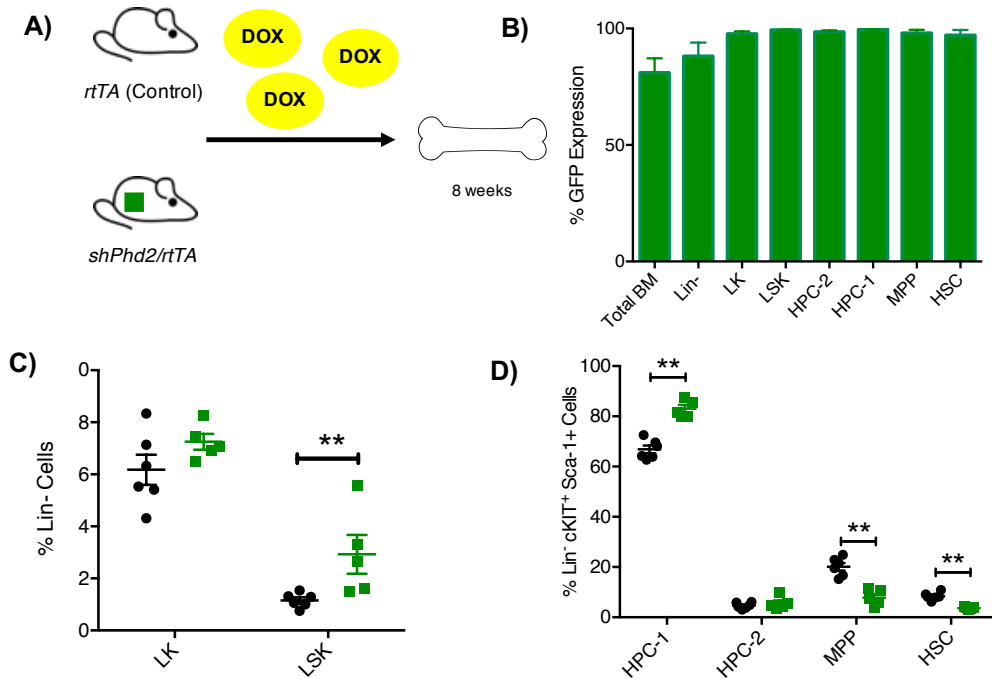 A)
DOX
DOX
DOX
rtTA (Control)
8 weeks
shPhd2/rtTA
B)
% GFP Expression
100
50
0
Total BM
Lin-
LK
LSK
HPC-2
HPC-1
MPP
HSC
C)
% Lin- Cells
0
8
6
4
2
0
**
LK
LSK
D)
% Lin- cKIT+ Sca-1+ Cells
100
80
60
40
20
0
**
**
**
HPC-1
HPC-2
MPP
HSC